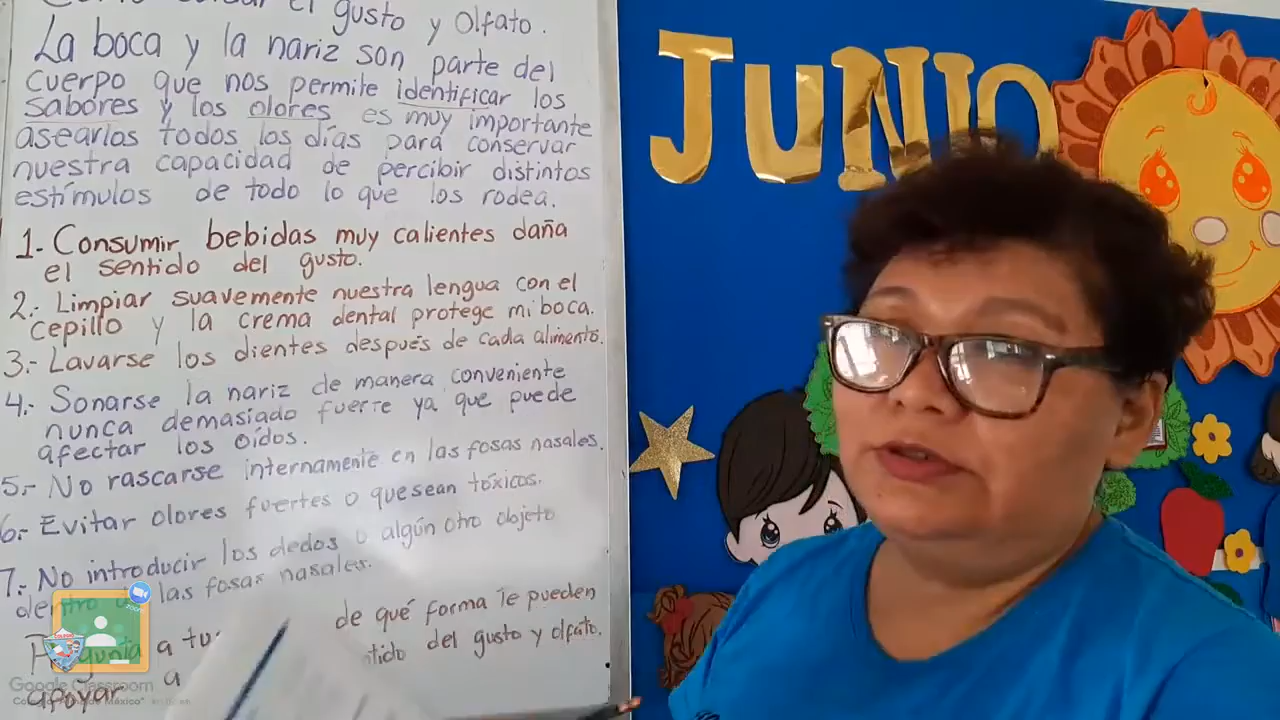 gusto y Olfato.
La boca y la nariz son parte del
cuerpo que nos permite identificar los
sabores y los olores es muy importante
asearlos todos los días para conservar
nuestra capacidad de percibir distintos
estímulos de todo lo que los rodea.
1.- Consumir bebidas muy calientes daña
el sentido del gusto.
2.- Limpiar suavemente nuestra lengua con el
cepillo y la crema dental protege mi boca.
3.- Lavarse los dientes después de cada alimento.
4.- Sonarse la nariz de manera conveniente
nunca demasiado fuerte ya que puede
afectar los oídos.
5.- No rascarse internamente en las fosas nasales.
6.- Evitar olores fuertes o que sean tóxicos.
7.- No introducir los dedos o algún otro objeto
dentro de las fosas nasales.
Pregunta a tus de qué forma te pueden
apoyar a del gusto y olfato.
JUNIO
Google Classroom